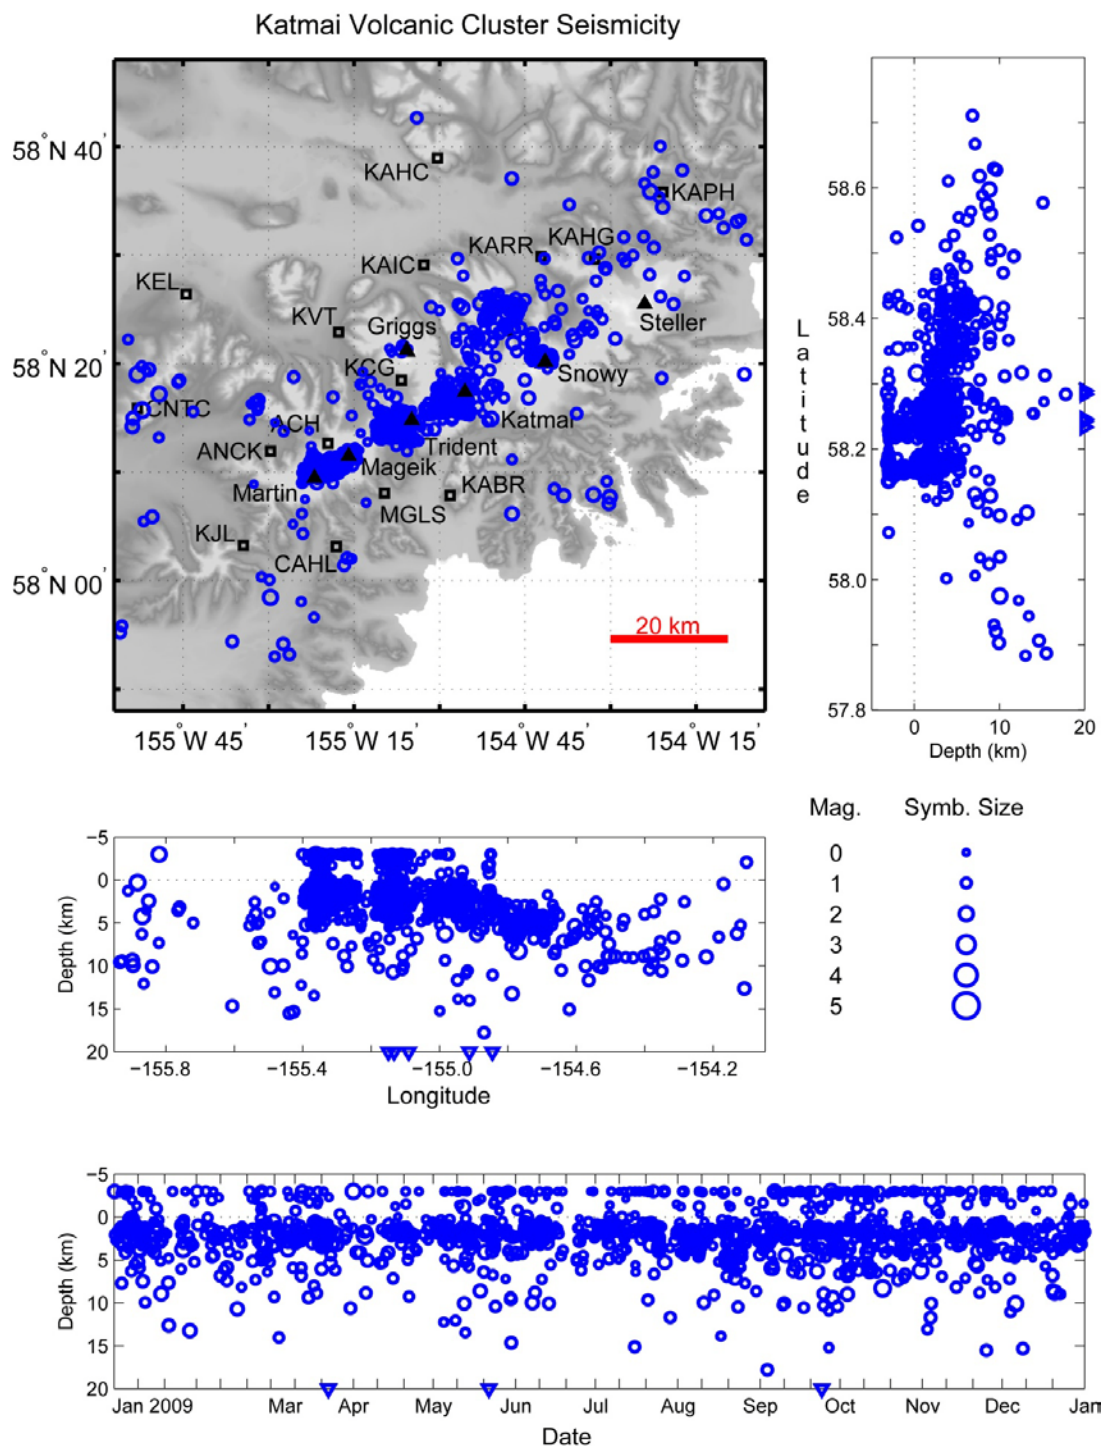 Katmai Volcanic Cluster Seismicity
58°N 40'
58°N 20'
58°N 00'
KAHC
KAPH
KARR
KAHG
KAIC
KEL
KVT
Griggs
Steller
KCG
Snowy
CNTC
ACH
Katmai
ANCK
Trident
Mageik
Martin
KABR
MGLS
KJL
CAHL
20 km
155°W 45'
155°W 15'
154°W 45'
154°W 15'
Latitude
58.6
58.4
58.2
58.0
57.8
0
10
20
Depth (km)
Mag.
Symb. Size
0
1
2
3
4
5
−5
0
5
10
15
20
Depth (km)
−155.8
−155.4
−155.0
−154.6
−154.2
Longitude
−5
0
5
10
15
20
Depth (km)
Jan 2009
Mar
Apr
May
Jun
Jul
Aug
Sep
Oct
Nov
Dec
Jan
Date